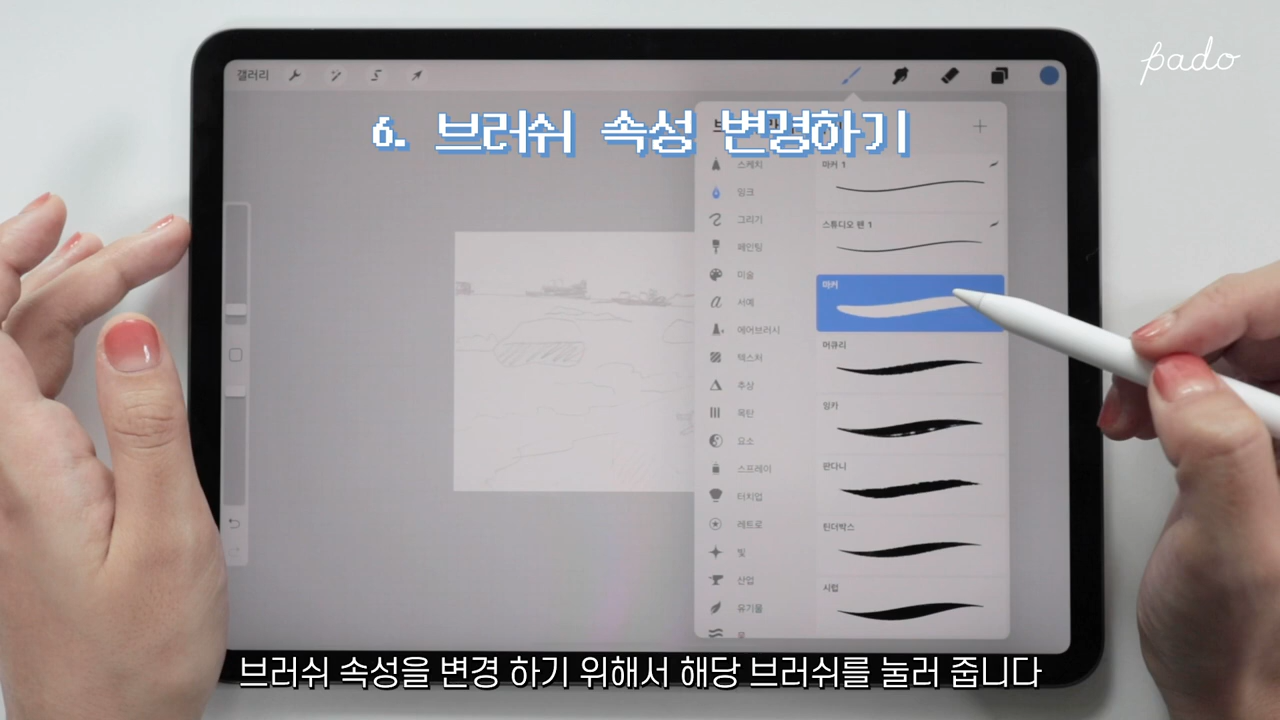 pado
갤러리
6. 브러쉬 속성 변경하기
스케치
잉크
그리기
페인팅
미술
서예
에어브러시
텍스처
추상
목탄
요소
스프레이
터치업
레트로
빛
산업
유기물
물
마커 1
스튜디오 펜 1
마커
머큐리
잉카
판다니
틴더박스
시럽
브러쉬 속성을 변경 하기 위해서 해당 브러쉬를 눌러 줍니다